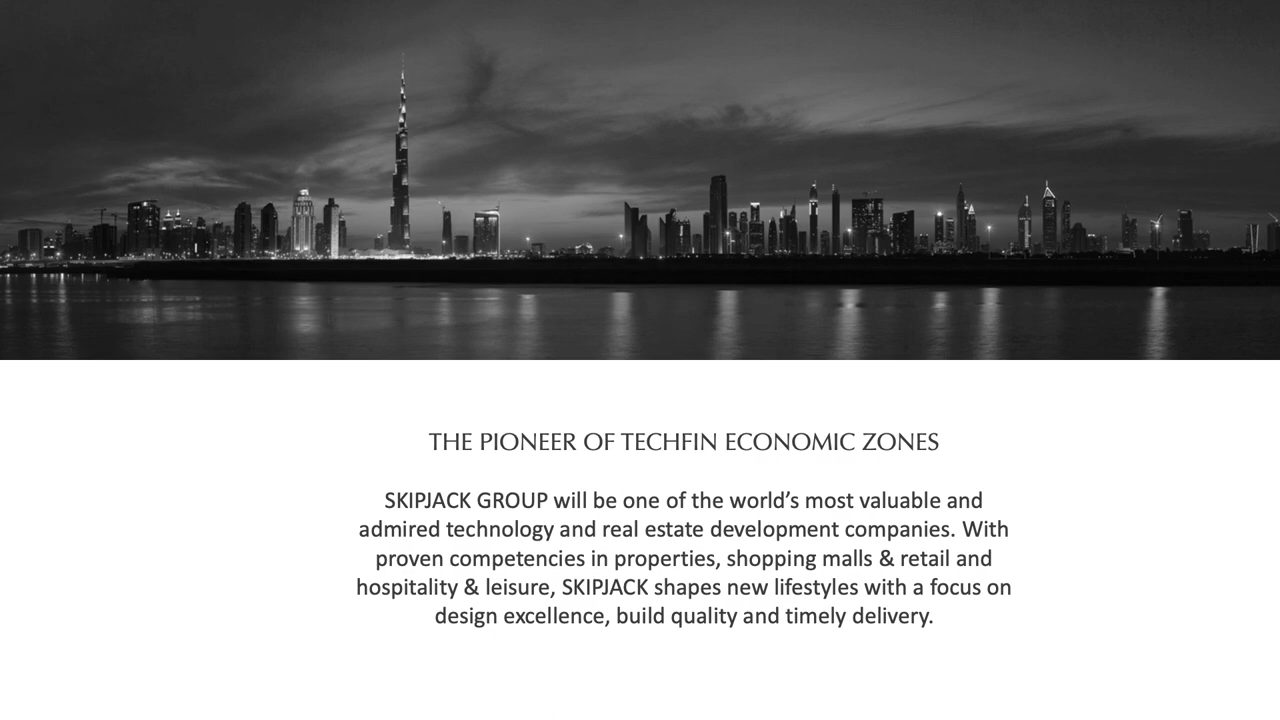 THE PIONEER OF TECHFIN ECONOMIC ZONES
SKIPJACK GROUP will be one of the world’s most valuable and
admired technology and real estate development companies. With
proven competencies in properties, shopping malls & retail and
hospitality & leisure, SKIPJACK shapes new lifestyles with a focus on
design excellence, build quality and timely delivery.